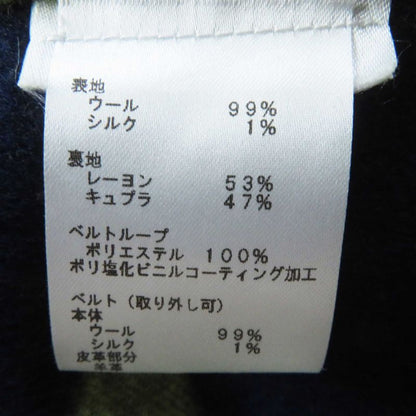 表地
ウール 99%
シルク 1%
裏地
レーヨン 53%
キュプラ 47%
ベルトループ
ポリエステル 100%
ポリ塩化ビニルコーティング加工
ベルト（取り外し可）
本体
ウール 99%
シルク 1%
皮革部分
羊革